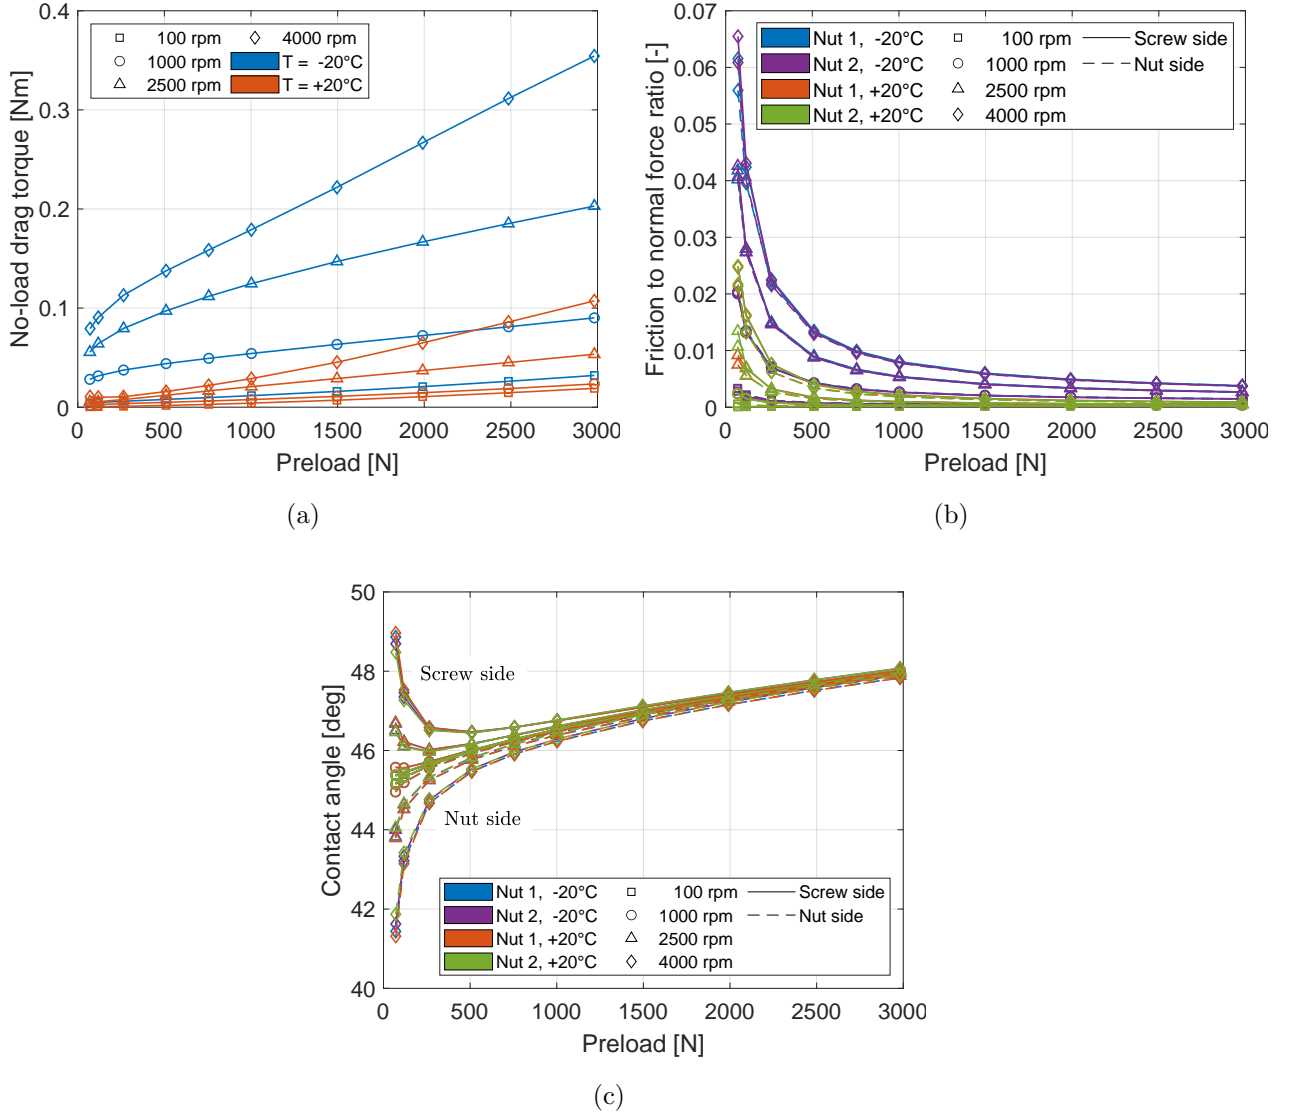 0.4
0.3
0.2
0.1
0
No-load drag torque [Nm]
100 rpm
1000 rpm
2500 rpm
4000 rpm
T = -20°C
T = +20°C
0 500 1000 1500 2000 2500 3000
Preload [N]
(a)
0.07
0.06
0.05
0.04
0.03
0.02
0.01
0
Friction to normal force ratio [-]
Nut 1, -20°C
Nut 2, -20°C
Nut 1, +20°C
Nut 2, +20°C
100 rpm
1000 rpm
2500 rpm
4000 rpm
Screw side
Nut side
0 500 1000 1500 2000 2500 3000
Preload [N]
(b)
50
48
46
44
42
40
Contact angle [deg]
Screw side
Nut side
Nut 1, -20°C
Nut 2, -20°C
Nut 1, +20°C
Nut 2, +20°C
100 rpm
1000 rpm
2500 rpm
4000 rpm
Screw side
Nut side
0 500 1000 1500 2000 2500 3000
Preload [N]
(c)